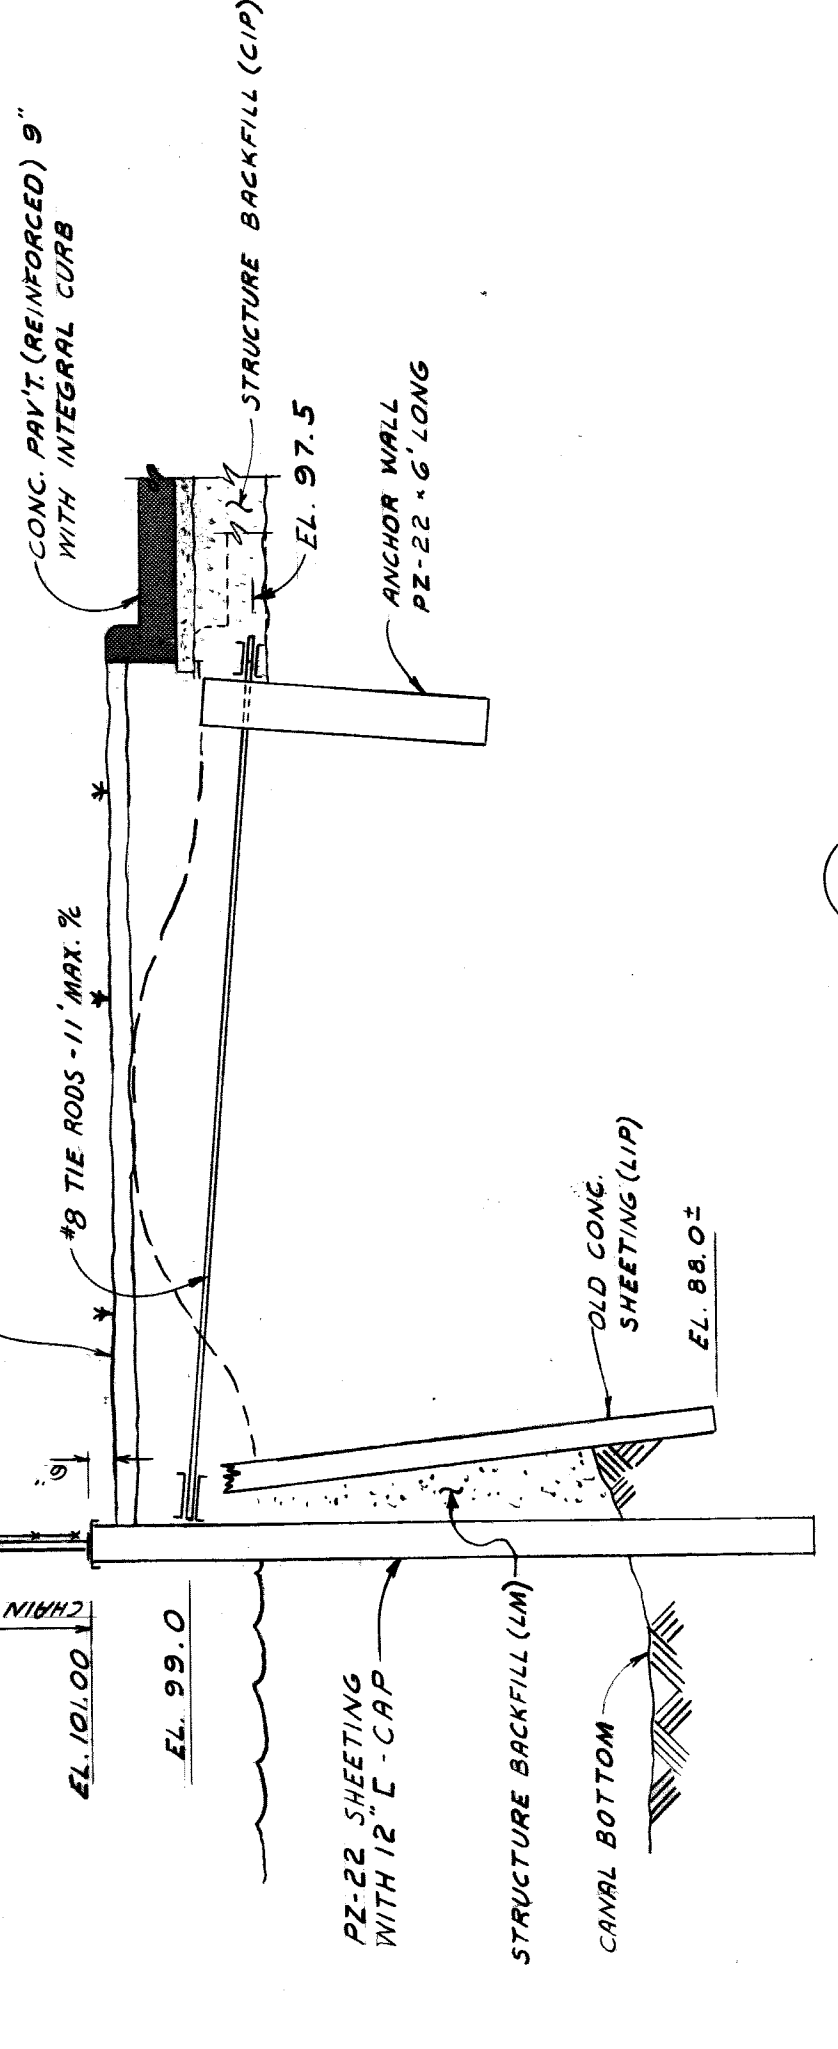 CONC. PAV'T. (REINFORCED) 9"
WITH INTEGRAL CURB
STRUCTURE BACKFILL (CIP)
#8 TIE RODS - 11' MAX. %
EL. 97.5
ANCHOR WALL
PZ-22 × 6' LONG
6"
CHAIN
EL. 101.00
EL. 99.0
OLD CONC.
SHEETING (LIP)
EL. 88.0±
PZ-22 SHEETING
WITH 12" [ - CAP
STRUCTURE BACKFILL (LM)
CANAL BOTTOM